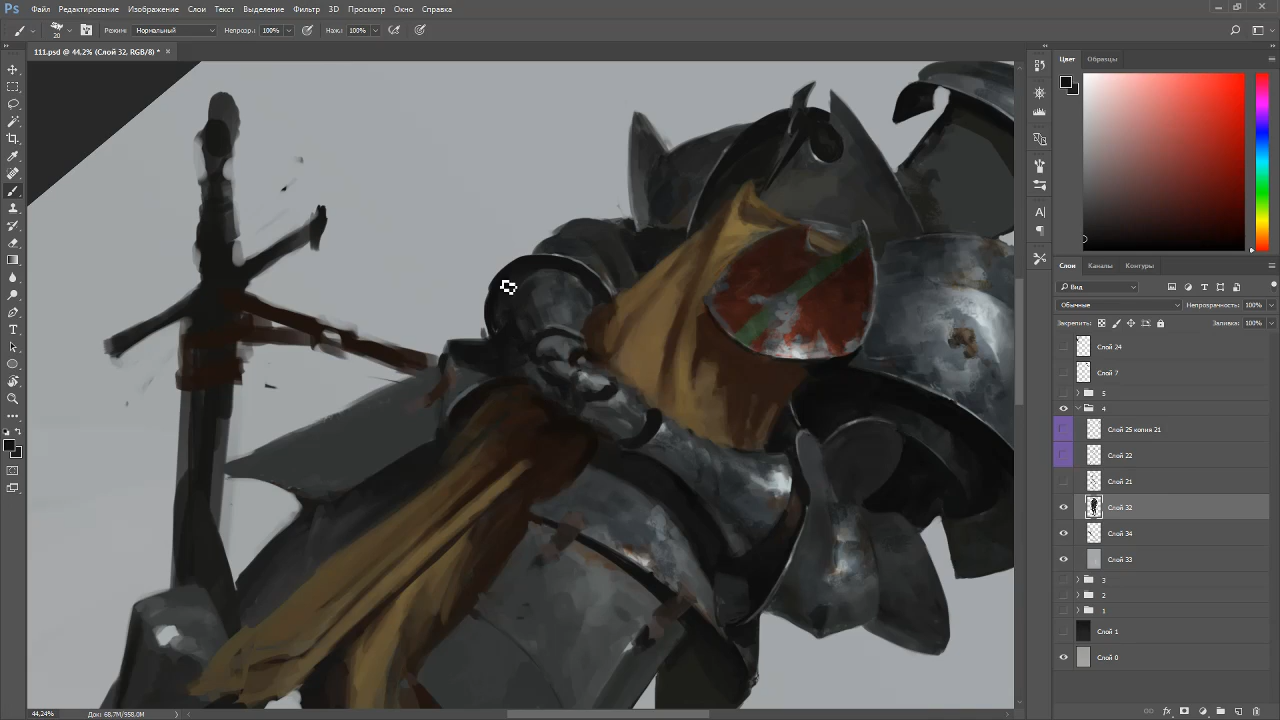 Ps Файл Редактирование Изображение Слои Текст Выделение Фильтр 3D Просмотр Окно Справка
20 Режим: Нормальный Непрозр.: 100% Наж.: 100%
111.psd @ 44.2% (Слой 32, RGB/8) * ×
Цвет Образцы
Слои Каналы Контуры
Вид
Обычные Непрозрачность: 100%
Закрепить: Заливка: 100%
Слой 24
Слой 7
5
4
Слой 25 копия 21
Слой 22
Слой 21
Слой 32
Слой 34
Слой 33
3
2
1
Слой 1
Слой 0
44.24% Док: 68.7M/958.0M